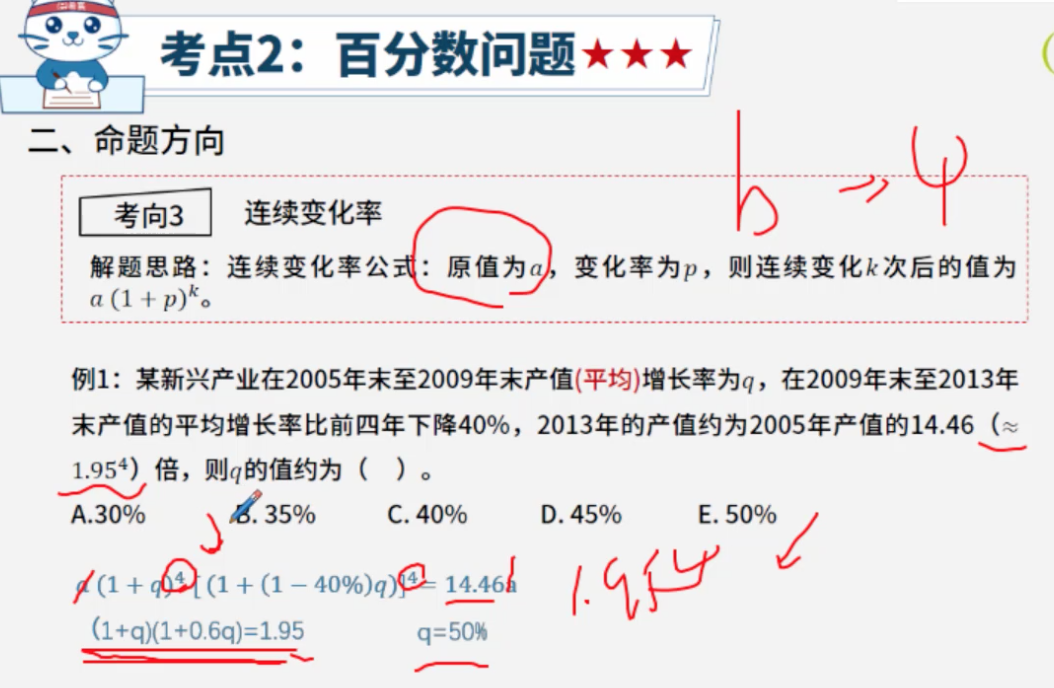 考点2：百分数问题★★★
二、命题方向
b → 4
考向3 连续变化率
解题思路：连续变化率公式：原值为a，变化率为p，则连续变化k次后的值为
a (1 + p)^k。
例1：某新兴产业在2005年末至2009年末产值(平均)增长率为q，在2009年末至2013年
末产值的平均增长率比前四年下降40%，2013年的产值约为2005年产值的14.46（≈
1.95⁴）倍，则q的值约为（ ）。
A.30% B. 35% C. 40% D. 45% E. 50%
a (1 + q)⁴ [(1 + (1 − 40%)q)]⁴ = 14.46a
1.95⁴
(1+q)(1+0.6q)=1.95 q=50%